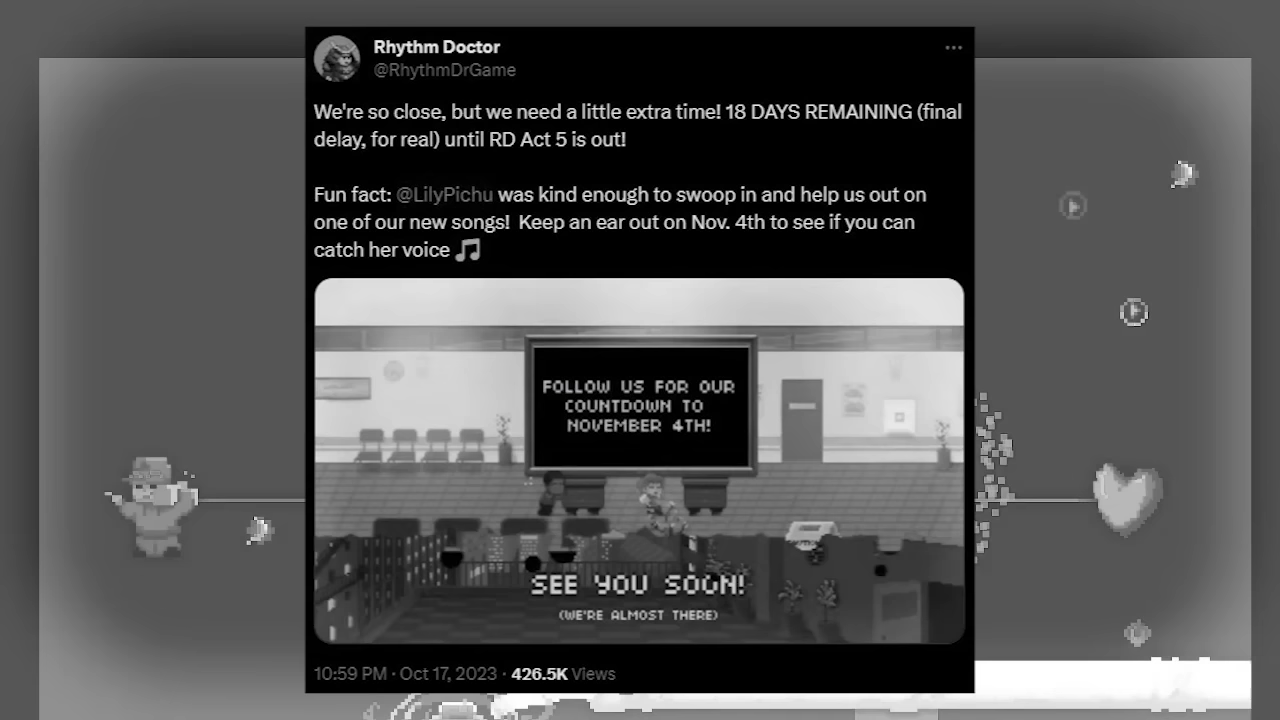 Rhythm Doctor
@RhythmDrGame
We're so close, but we need a little extra time! 18 DAYS REMAINING (final
delay, for real) until RD Act 5 is out!
Fun fact: @LilyPichu was kind enough to swoop in and help us out on
one of our new songs!  Keep an ear out on Nov. 4th to see if you can
catch her voice 🎵
FOLLOW US FOR OUR
COUNTDOWN TO
NOVEMBER 4TH!
SEE YOU SOON!
(WE'RE ALMOST THERE)
10:59 PM · Oct 17, 2023 · 426.5K Views